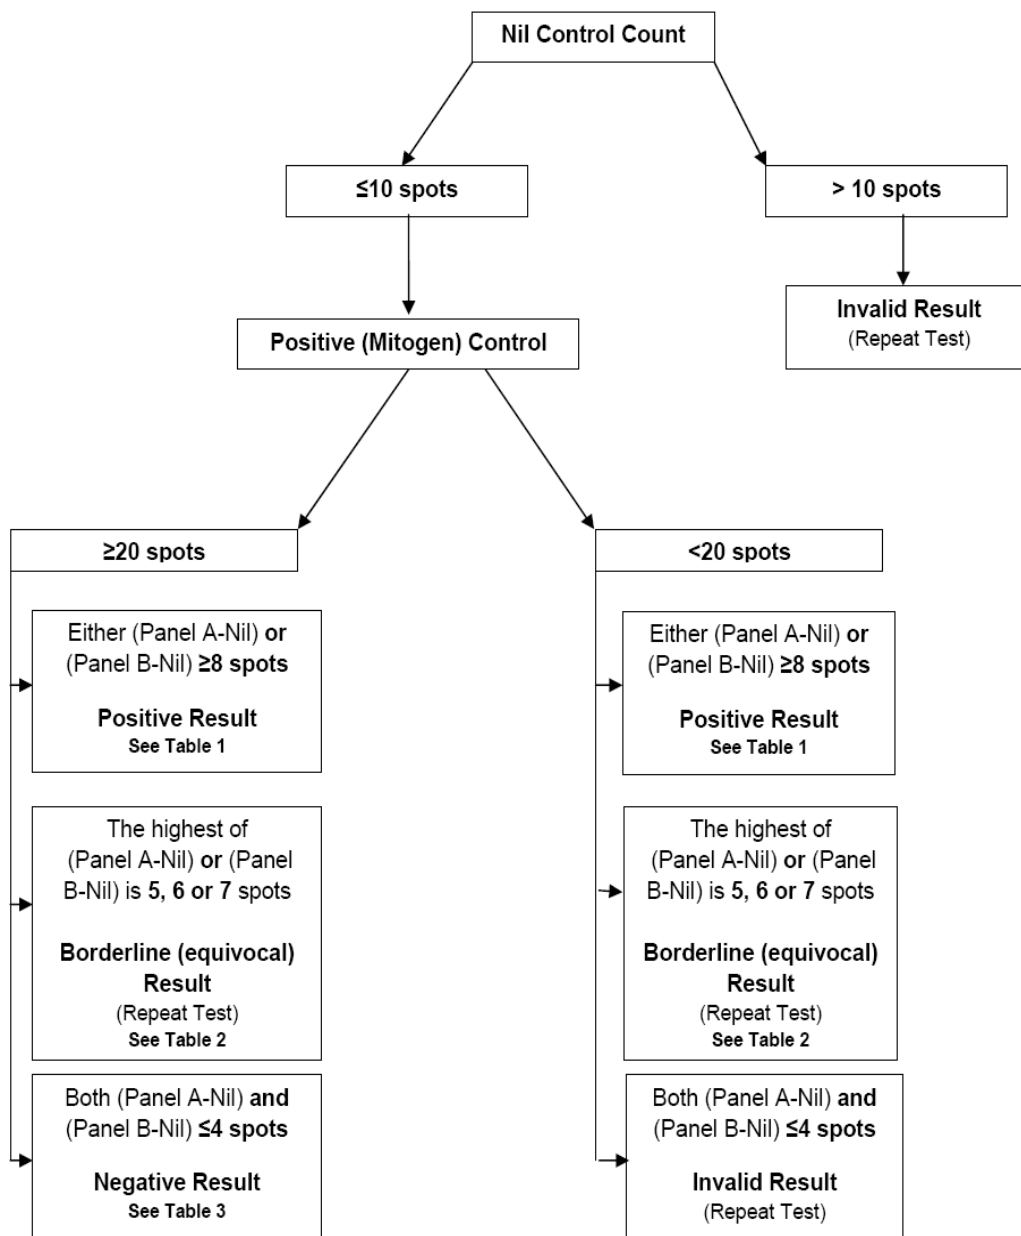 Nil Control Count
≤10 spots
> 10 spots
Invalid Result
(Repeat Test)
Positive (Mitogen) Control
≥20 spots
<20 spots
Either (Panel A-Nil) or
(Panel B-Nil) ≥8 spots
Positive Result
See Table 1
The highest of
(Panel A-Nil) or (Panel
B-Nil) is 5, 6 or 7 spots
Borderline (equivocal)
Result
(Repeat Test)
See Table 2
Both (Panel A-Nil) and
(Panel B-Nil) ≤4 spots
Negative Result
See Table 3
Either (Panel A-Nil) or
(Panel B-Nil) ≥8 spots
Positive Result
See Table 1
The highest of
(Panel A-Nil) or (Panel
B-Nil) is 5, 6 or 7 spots
Borderline (equivocal)
Result
(Repeat Test)
See Table 2
Both (Panel A-Nil) and
(Panel B-Nil) ≤4 spots
Invalid Result
(Repeat Test)